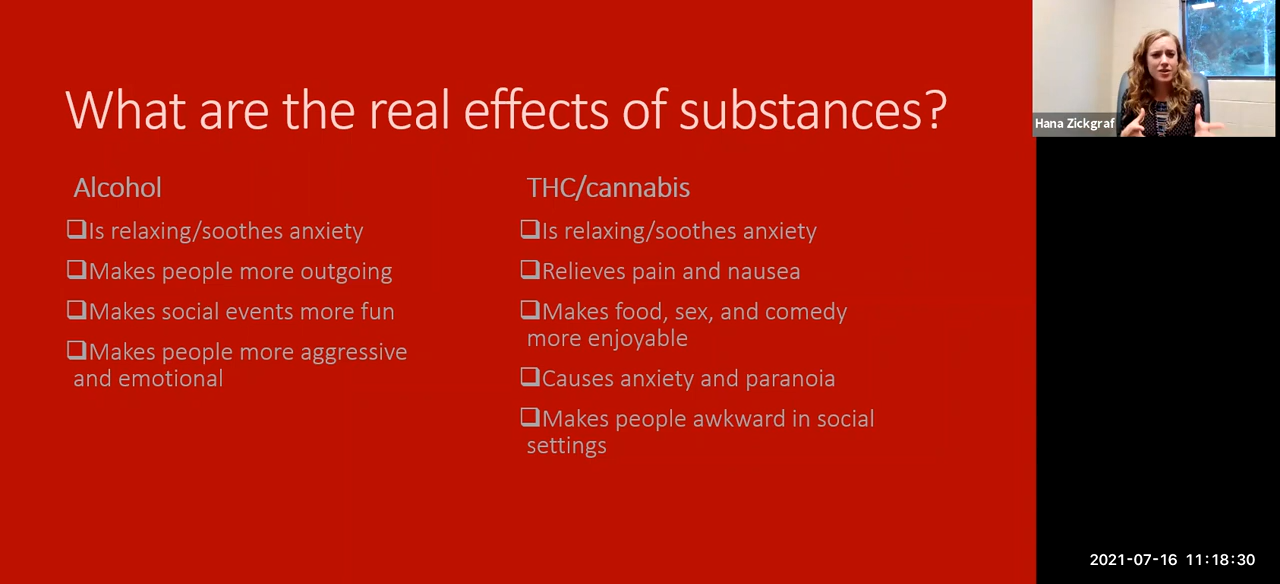 What are the real effects of substances?
Alcohol
❑Is relaxing/soothes anxiety
❑Makes people more outgoing
❑Makes social events more fun
❑Makes people more aggressive
and emotional
THC/cannabis
❑Is relaxing/soothes anxiety
❑Relieves pain and nausea
❑Makes food, sex, and comedy
more enjoyable
❑Causes anxiety and paranoia
❑Makes people awkward in social
settings
Hana Zickgraf
2021-07-16 11:18:30